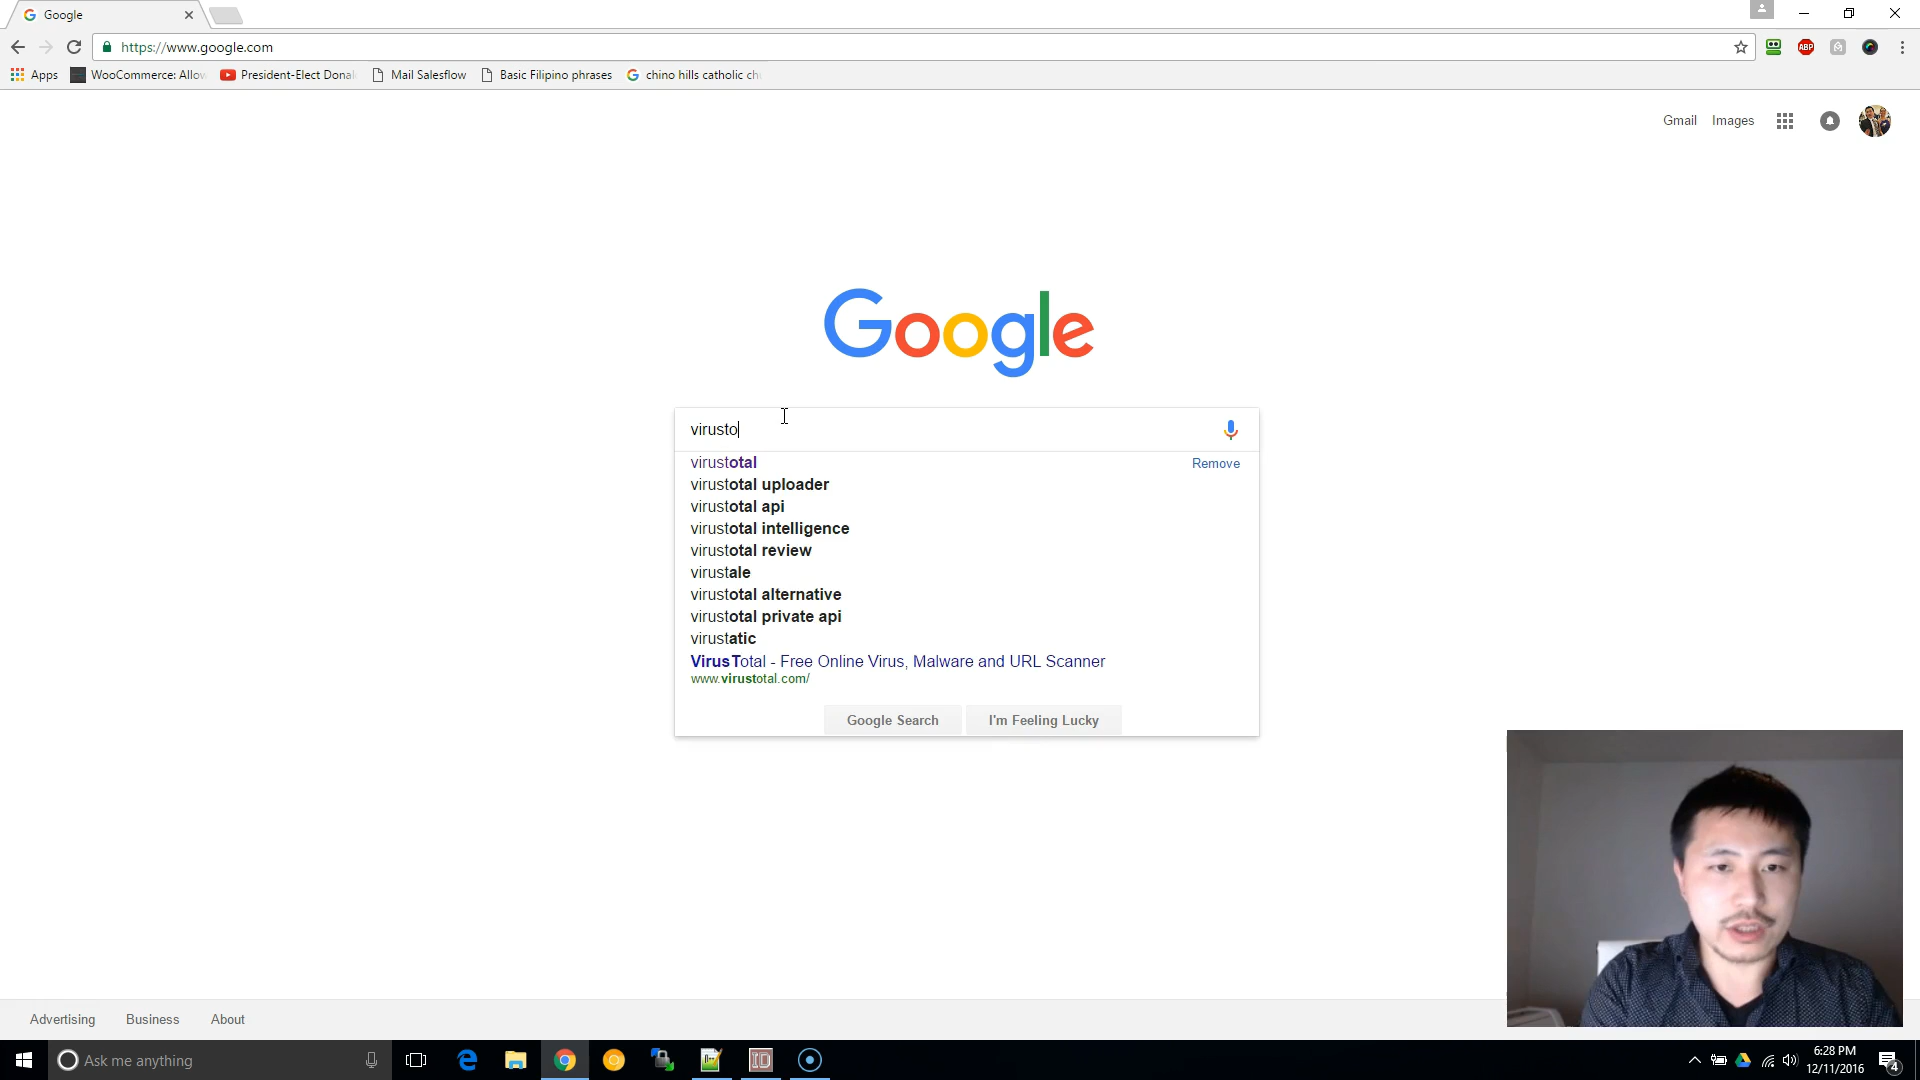 Google
https://www.google.com
Apps
WooCommerce: Allow
President-Elect Donal
Mail Salesflow
Basic Filipino phrases
chino hills catholic ch
Gmail
Images
Google
virusto
virustotal
Remove
virustotal uploader
virustotal api
virustotal intelligence
virustotal review
virustale
virustotal alternative
virustotal private api
virustatic
VirusTotal - Free Online Virus, Malware and URL Scanner
www.virustotal.com/
Google Search
I'm Feeling Lucky
Advertising
Business
About
Ask me anything
6:28 PM
12/11/2016
4
ABP